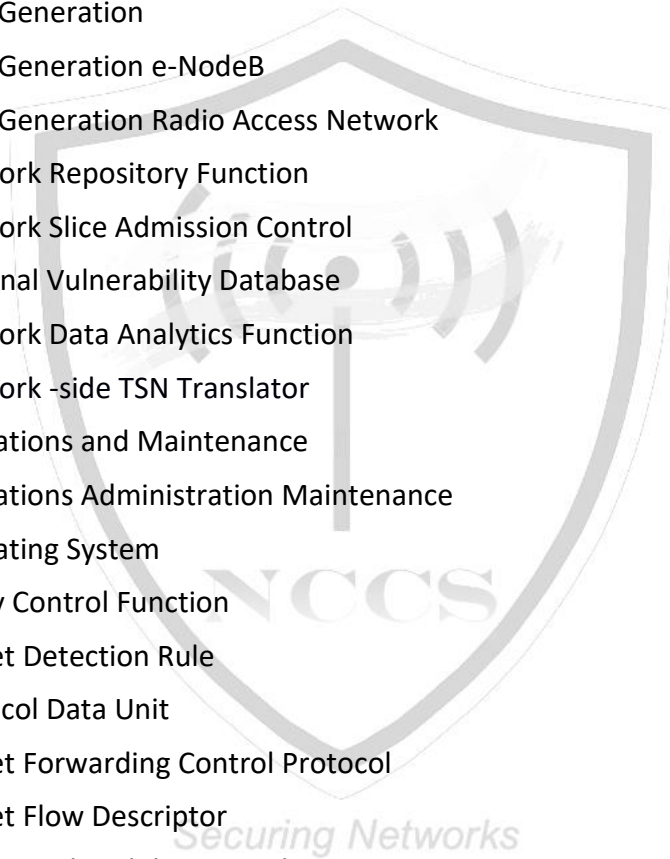 Generation
Generation e-NodeB
Generation Radio Access Network
ork Repository Function
ork Slice Admission Control
nal Vulnerability Database
ork Data Analytics Function
ork -side TSN Translator
ations and Maintenance
ations Administration Maintenance
ating System
y Control Function
et Detection Rule
col Data Unit
et Forwarding Control Protocol
et Flow Descriptor
NCCS
Securing Networks